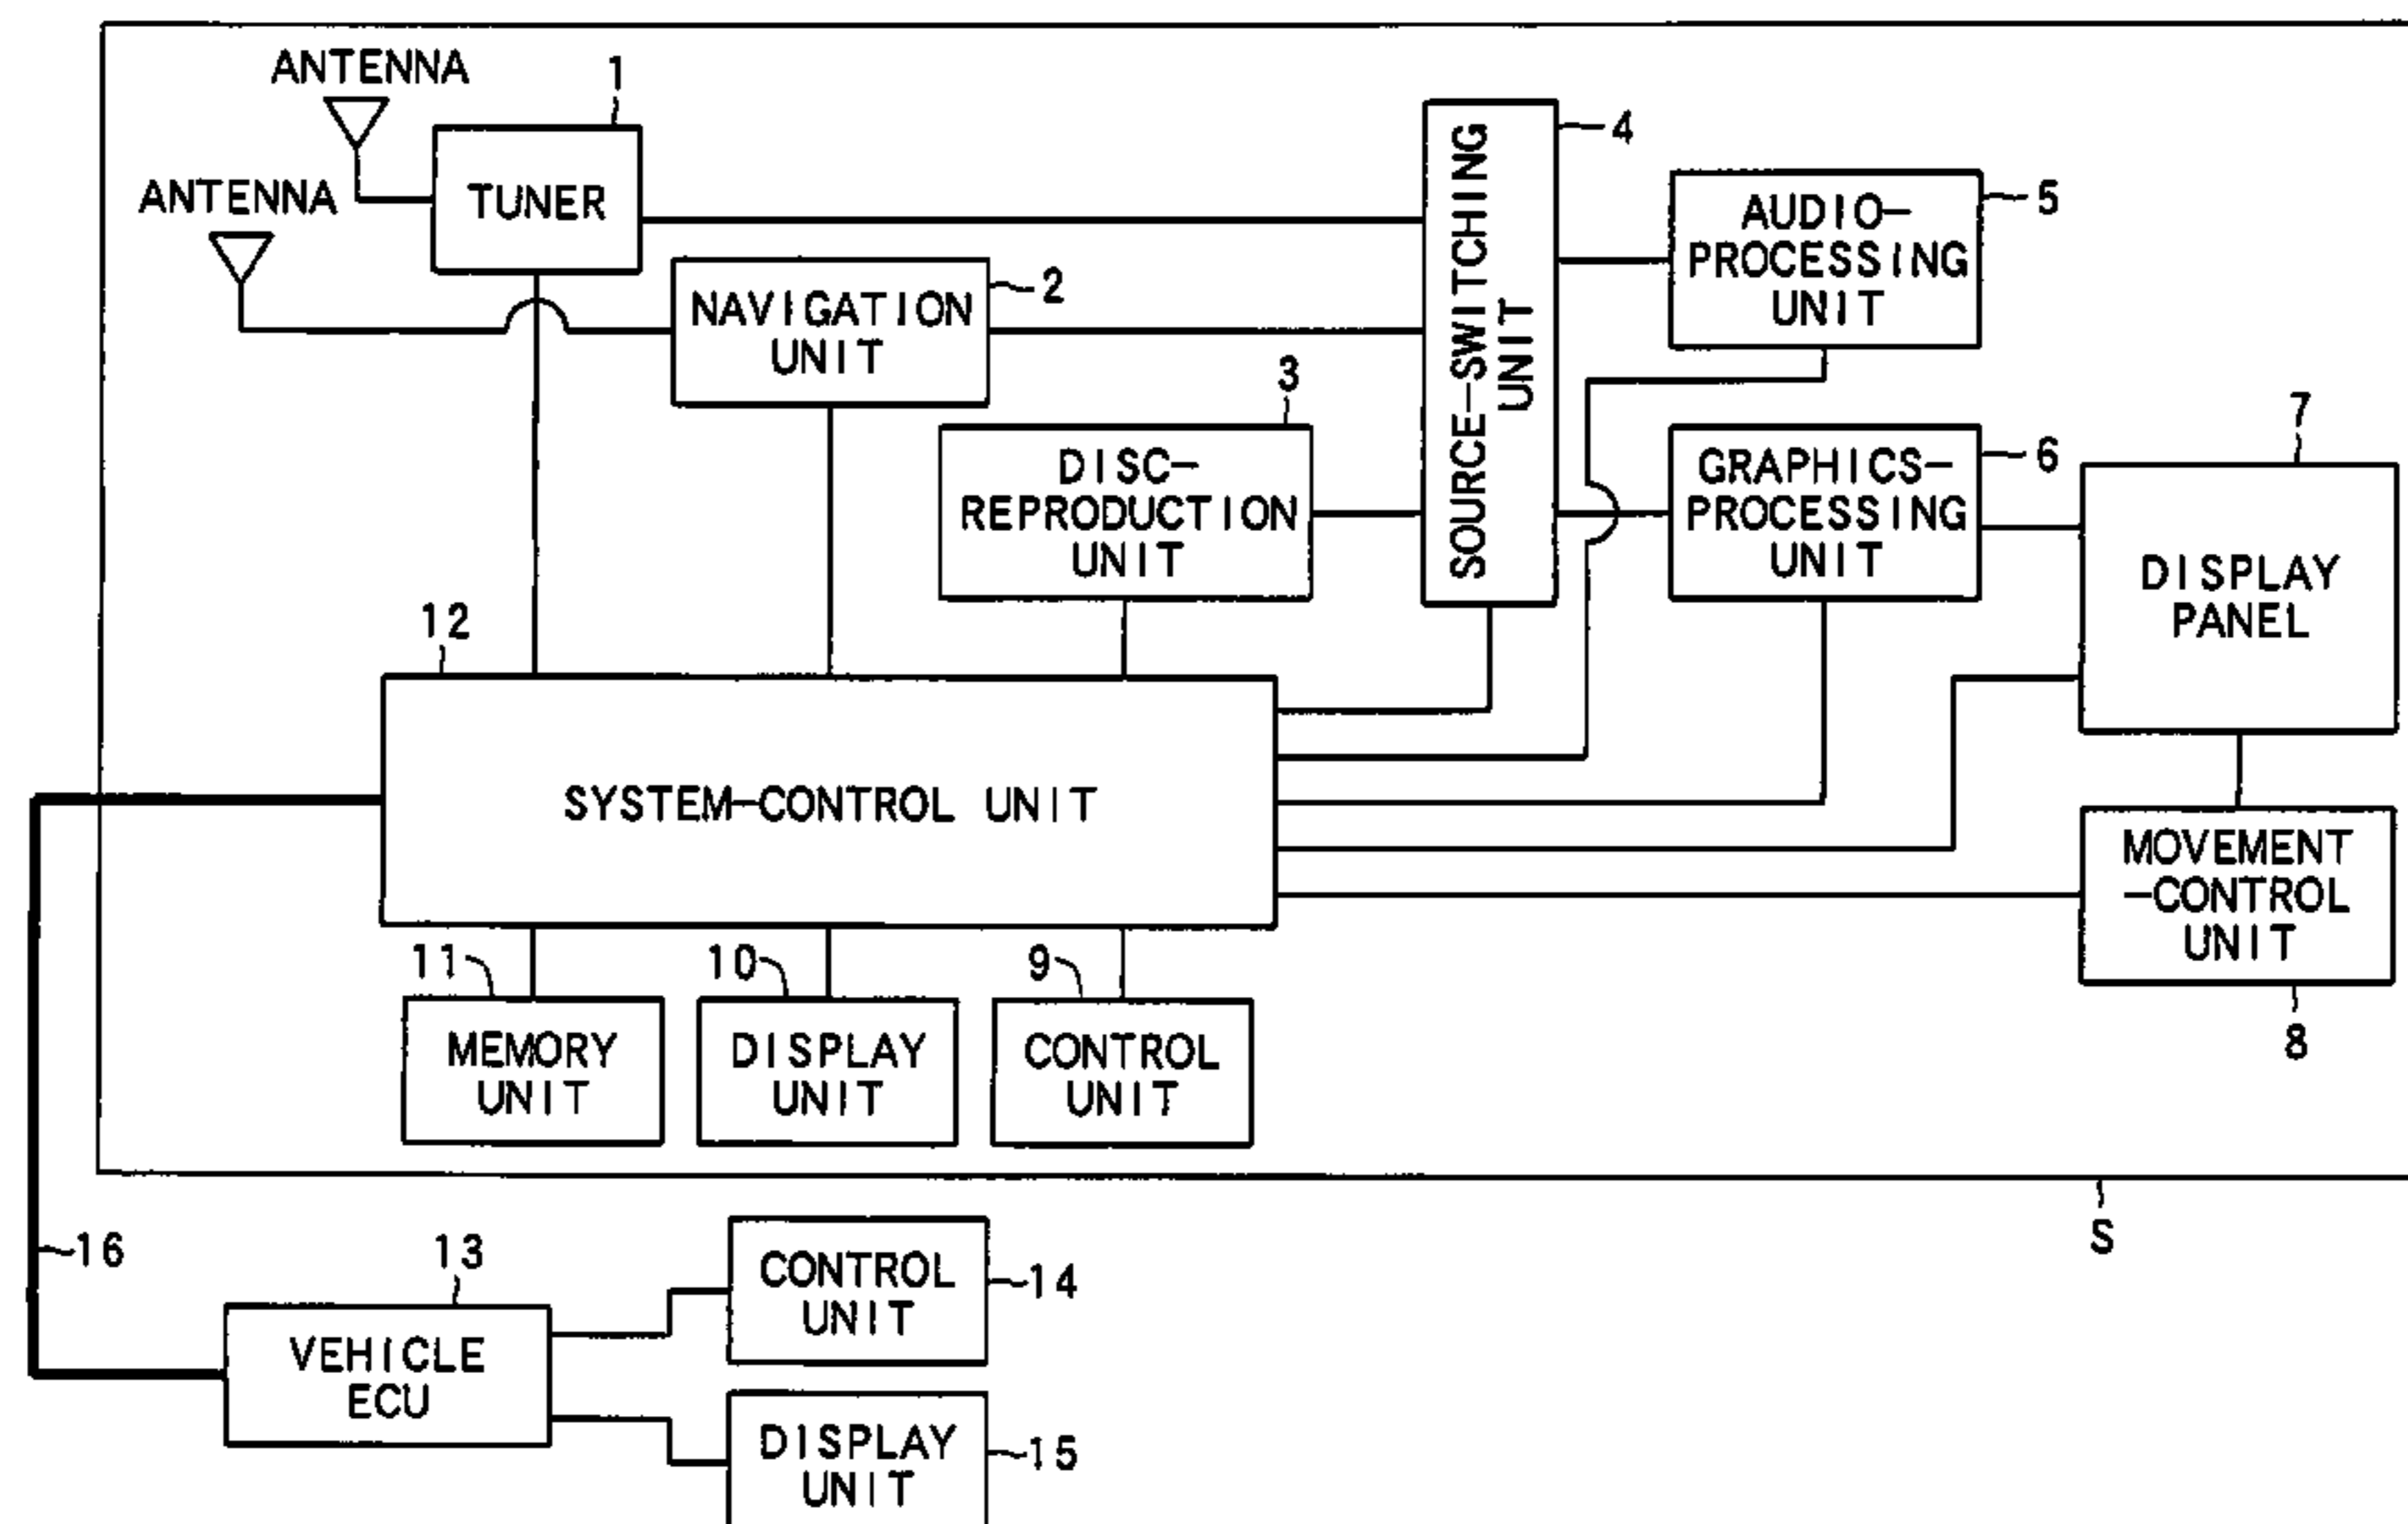 ANTENNA
1
TUNER
ANTENNA
NAVIGATION
UNIT
2
DISC-
REPRODUCTION
UNIT
3
SOURCE-SWITCHING
UNIT
4
AUDIO-
PROCESSING
UNIT
5
GRAPHICS-
PROCESSING
UNIT
6
7
DISPLAY
PANEL
12
SYSTEM-CONTROL UNIT
MOVEMENT
-CONTROL
UNIT
8
11
MEMORY
UNIT
10
DISPLAY
UNIT
9
CONTROL
UNIT
S
16
13
VEHICLE
ECU
CONTROL
UNIT
14
DISPLAY
UNIT
15